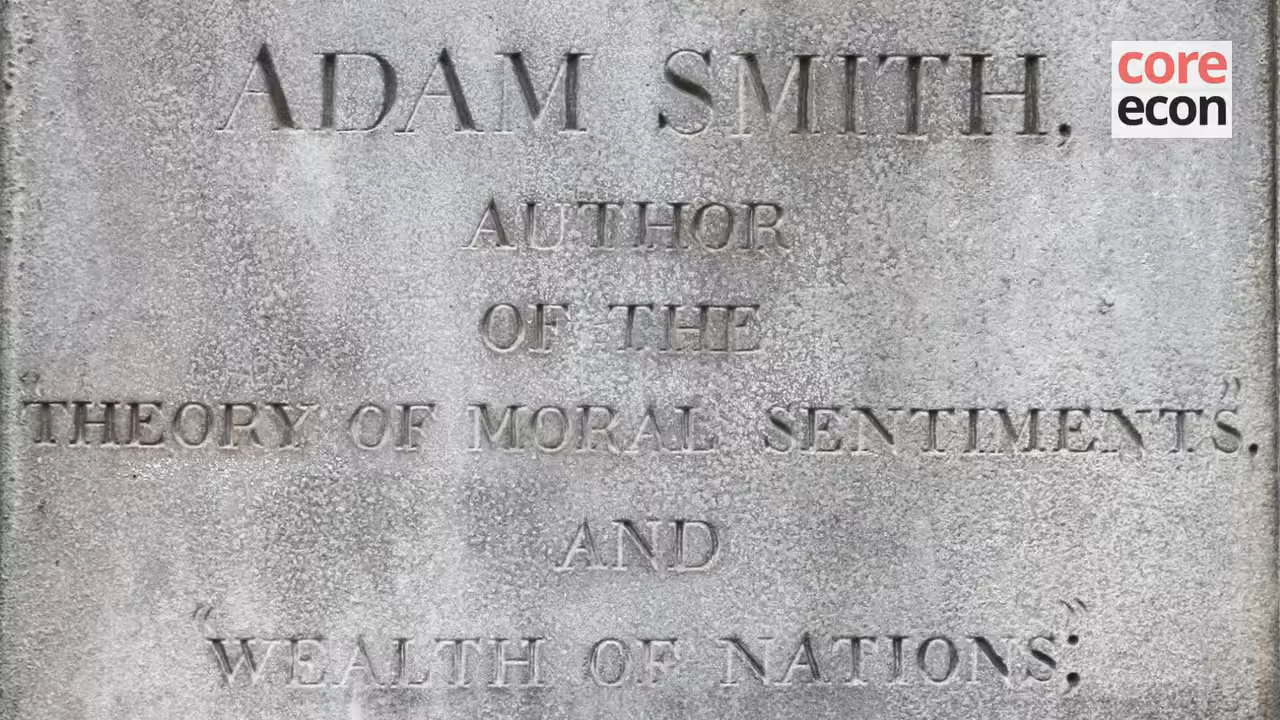 ADAM SMITH,
AUTHOR
OF THE
"THEORY OF MORAL SENTIMENTS".
AND
"WEALTH OF NATIONS";
core
econ